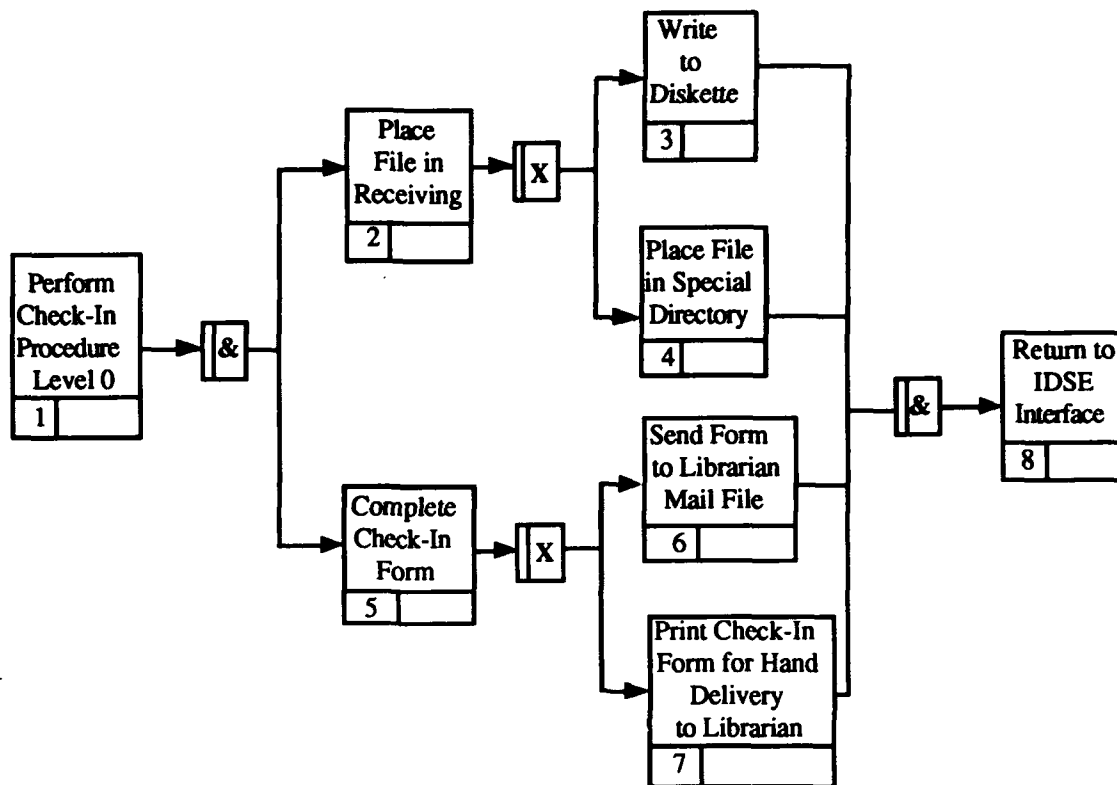 Perform
Check-In
Procedure
Level 0
1
&
Place
File in
Receiving
2
X
Write
to
Diskette
3
Place File
in Special
Directory
4
Complete
Check-In
Form
5
X
Send Form
to Librarian
Mail File
6
Print Check-In
Form for Hand
Delivery
to Librarian
7
&
Return to
IDSE
Interface
8